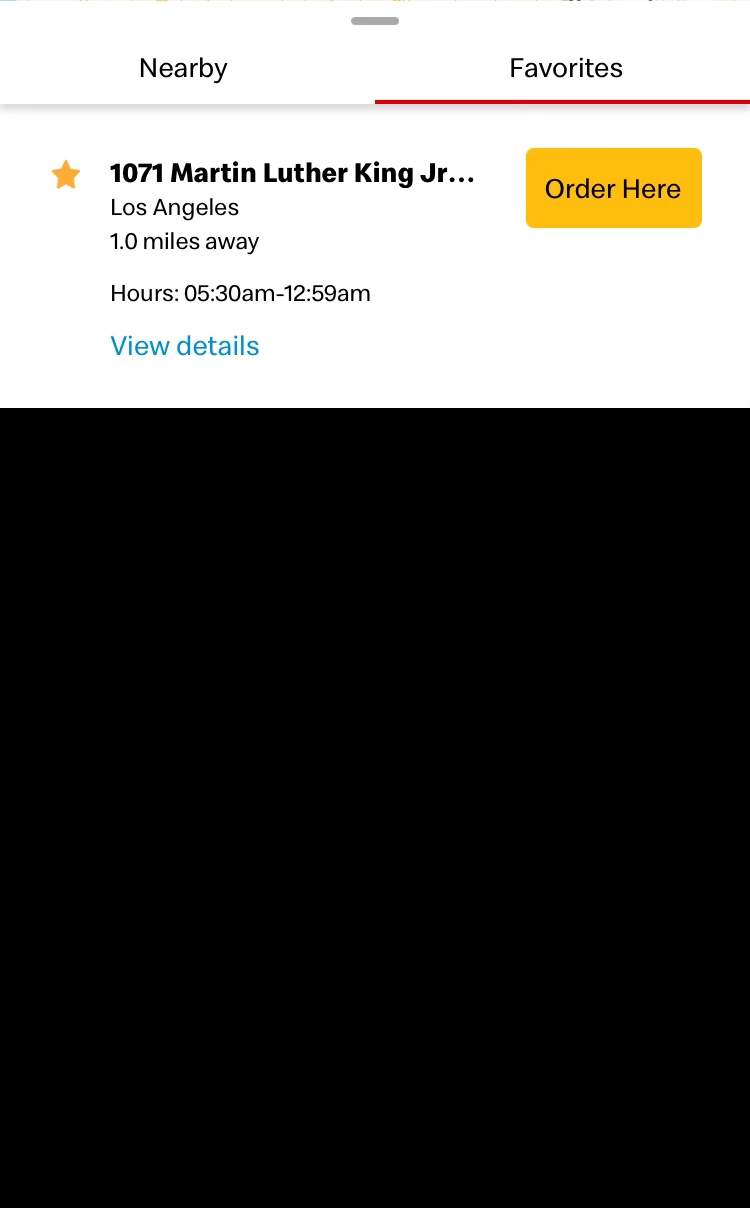 Nearby
Favorites
1071 Martin Luther King Jr...
Order Here
Los Angeles
1.0 miles away
Hours: 05:30am-12:59am
View details